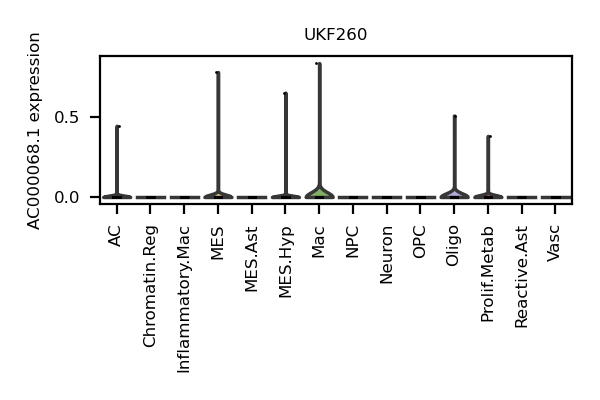 UKF260
AC000068.1 expression
0.5
0.0
AC
Chromatin.Reg
Inflammatory.Mac
MES
MES.Ast
MES.Hyp
Mac
NPC
Neuron
OPC
Oligo
Prolif.Metab
Reactive.Ast
Vasc